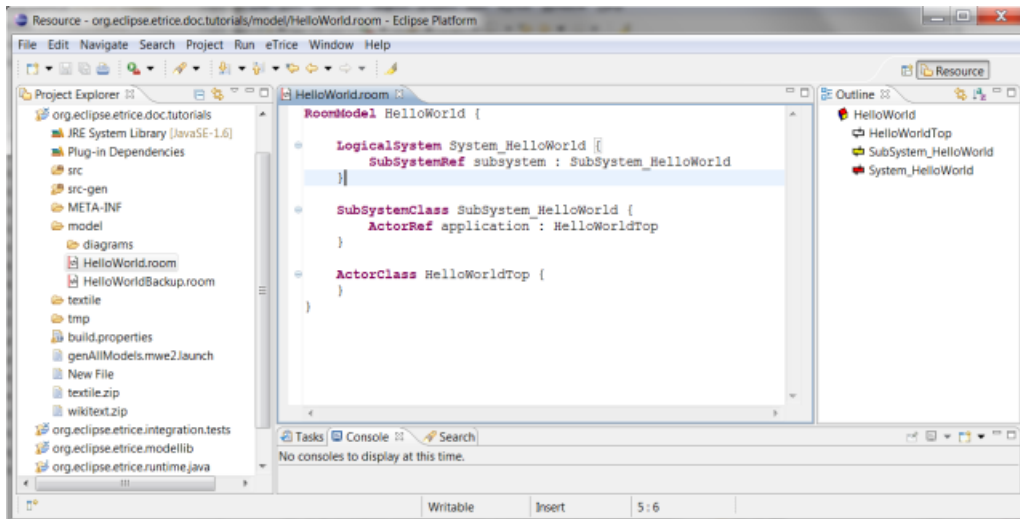 Resource - org.eclipse.etrice.doc.tutorials/model/HelloWorld.room - Eclipse Platform
File Edit Navigate Search Project Run eTrice Window Help
Resource
Project Explorer
org.eclipse.etrice.doc.tutorials
JRE System Library [JavaSE-1.6]
Plug-in Dependencies
src
src-gen
META-INF
model
diagrams
HelloWorld.room
HelloWorldBackup.room
textile
tmp
build.properties
genAllModels.mwe2.launch
New File
textile.zip
wikitext.zip
org.eclipse.etrice.integration.tests
org.eclipse.etrice.modellib
org.eclipse.etrice.runtime.java
HelloWorld.room
RoomModel HelloWorld {
LogicalSystem System_HelloWorld {
SubSystemRef subsystem : SubSystem_HelloWorld
}
SubSystemClass SubSystem_HelloWorld {
ActorRef application : HelloWorldTop
}
ActorClass HelloWorldTop {
}
}
Outline
HelloWorld
HelloWorldTop
SubSystem_HelloWorld
System_HelloWorld
Tasks Console Search
No consoles to display at this time.
Writable Insert 5 : 6